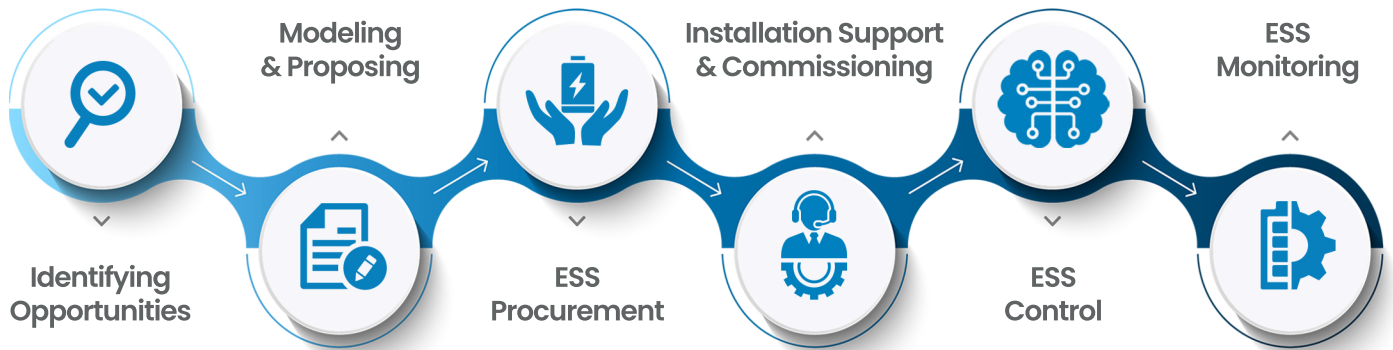 Identifying
Opportunities
Modeling
& Proposing
ESS
Procurement
Installation Support
& Commissioning
ESS
Control
ESS
Monitoring